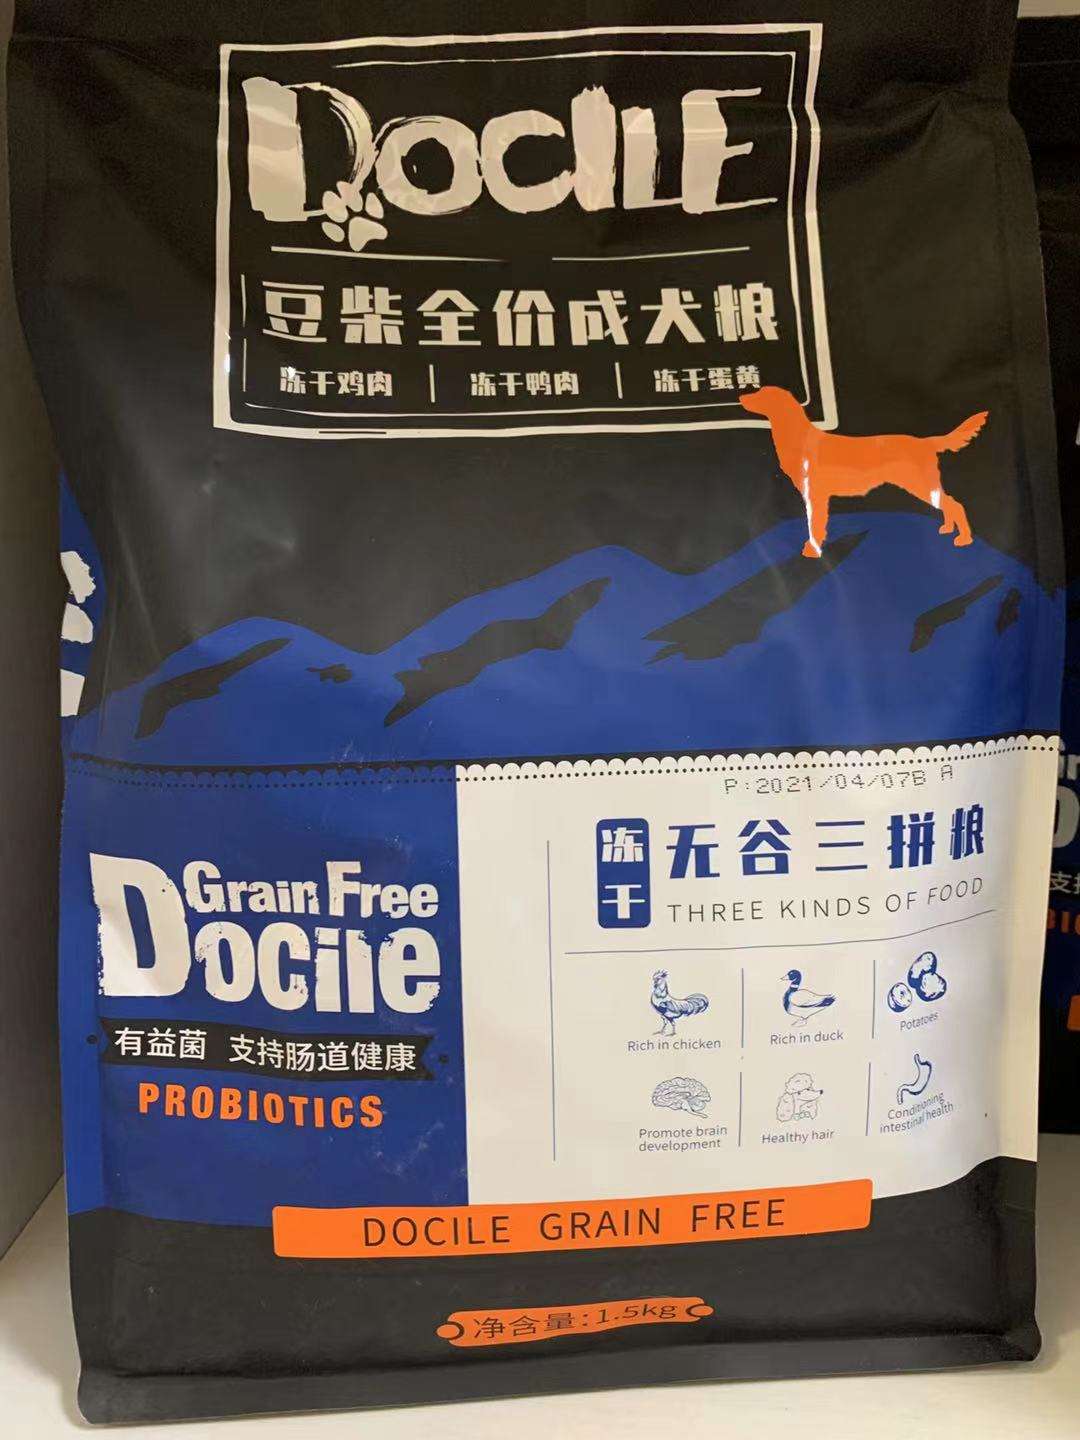 DOCILE
豆柴全价成犬粮
冻干鸡肉 | 冻干鸭肉 | 冻干蛋黄
P:2021/04/07B A
冻干
无谷三拼粮
THREE KINDS OF FOOD
Grain Free
Docile
有益菌 支持肠道健康
PROBIOTICS
Rich in chicken
Rich in duck
Potatoes
Promote brain
development
Healthy hair
Conditioning
intestinal health
DOCILE GRAIN FREE
净含量:1.5kg